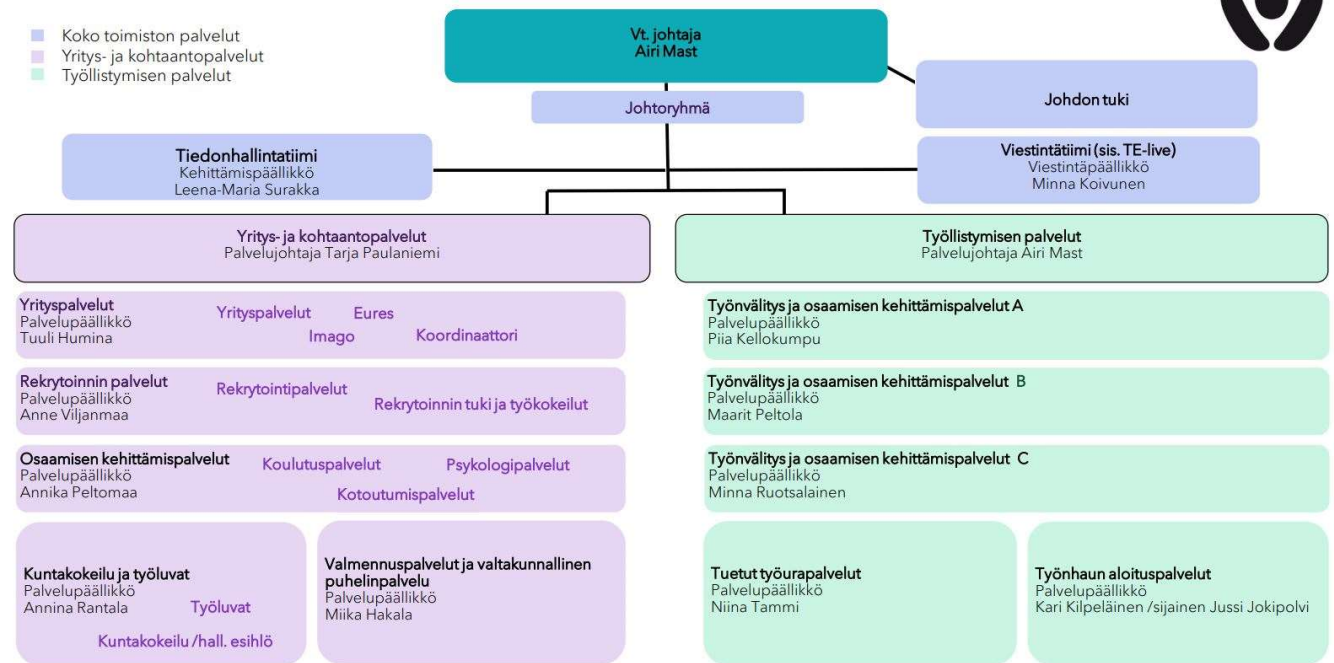 Koko toimiston palvelut
Yritys- ja kohtaantopalvelut
Työllistymisen palvelut
Vt. johtaja
Airi Mast
Johtoryhmä
Johdon tuki
Tiedonhallintatiimi
Kehittämispäällikkö
Leena-Maria Surakka
Viestintätiimi (sis. TE-live)
Viestintäpäällikkö
Minna Koivunen
Yritys- ja kohtaantopalvelut
Palvelujohtaja Tarja Paulaniemi
Työllistymisen palvelut
Palvelujohtaja Airi Mast
Yrityspalvelut
Palvelupäällikkö
Tuuli Humina
Yrityspalvelut
Eures
Imago
Koordinaattori
Rekrytoinnin palvelut
Palvelupäällikkö
Anne Viljanmaa
Rekrytointipalvelut
Rekrytoinnin tuki ja työkokeilut
Osaamisen kehittämispalvelut
Palvelupäällikkö
Annika Peltomaa
Koulutuspalvelut
Psykologipalvelut
Kotoutumispalvelut
Kuntakokeilu ja työluvat
Palvelupäällikkö
Annina Rantala
Työluvat
Kuntakokeilu /hall. esihlö
Valmennuspalvelut ja valtakunnallinen
puhelinpalvelu
Palvelupäällikkö
Miika Hakala
Työnvälitys ja osaamisen kehittämispalvelut A
Palvelupäällikkö
Piia Kellokumpu
Työnvälitys ja osaamisen kehittämispalvelut B
Palvelupäällikkö
Maarit Peltola
Työnvälitys ja osaamisen kehittämispalvelut C
Palvelupäällikkö
Minna Ruotsalainen
Tuetut työurapalvelut
Palvelupäällikkö
Niina Tammi
Työnhaun aloituspalvelut
Palvelupäällikkö
Kari Kilpeläinen /sijainen Jussi Jokipolvi